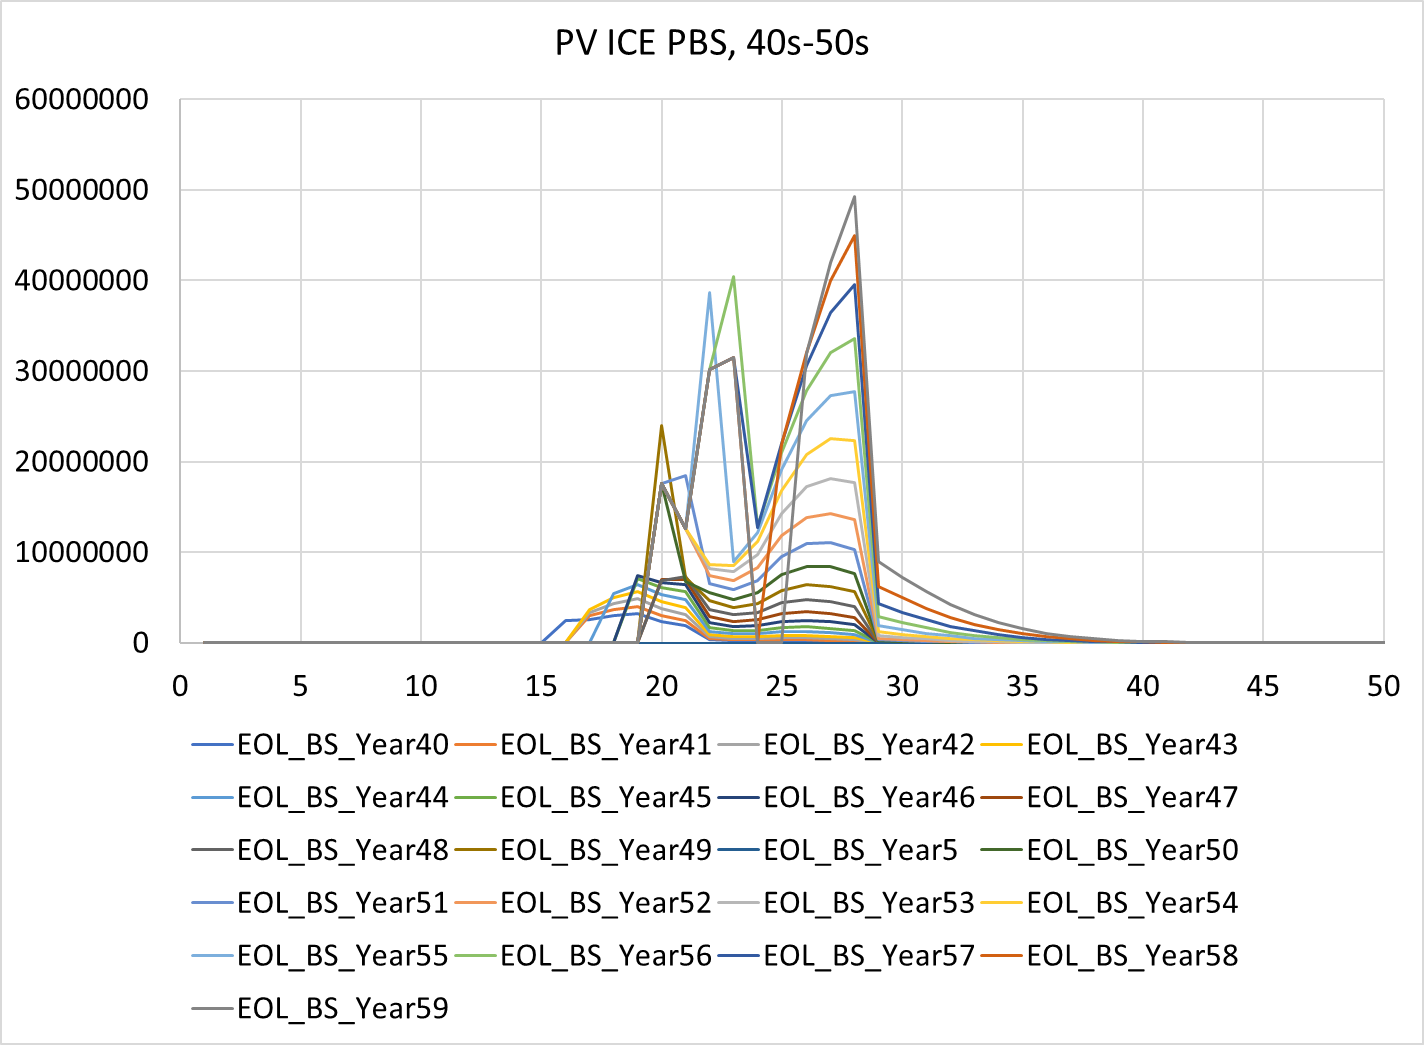 PV ICE PBS, 40s-50s
60000000
50000000
40000000
30000000
20000000
10000000
0
0 5 10 15 20 25 30 35 40 45 50
EOL_BS_Year40 EOL_BS_Year41 EOL_BS_Year42 EOL_BS_Year43
EOL_BS_Year44 EOL_BS_Year45 EOL_BS_Year46 EOL_BS_Year47
EOL_BS_Year48 EOL_BS_Year49 EOL_BS_Year5 EOL_BS_Year50
EOL_BS_Year51 EOL_BS_Year52 EOL_BS_Year53 EOL_BS_Year54
EOL_BS_Year55 EOL_BS_Year56 EOL_BS_Year57 EOL_BS_Year58
EOL_BS_Year59